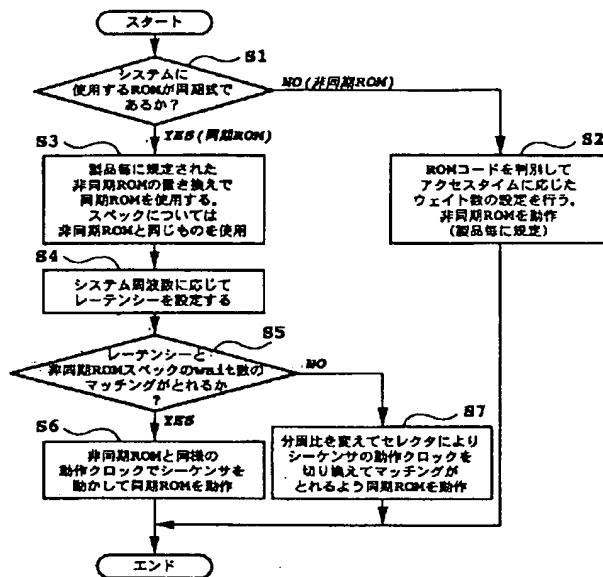 スタート
S1
システムに
使用するROMが同期式で
あるか？
NO(非同期ROM)
YES(同期ROM)
S3
製品毎に規定された
非同期ROMの置き換えで
同期ROMを使用する。
スペックについては
非同期ROMと同じものを使用
S2
ROMコードを判別して
アクセスタイムに応じた
ウェイト数の設定を行う。
非同期ROMを動作
(製品毎に規定)
S4
システム周波数に応じて
レーテンシーを設定する
S5
レーテンシーと
非同期ROMスペックのwait数の
マッチングがとれるか
？
NO
YES
S6
非同期ROMと同様の
動作クロックでシーケンサを
動かして同期ROMを動作
S7
分周比を変えてセレクタにより
シーケンサの動作クロックを
切り換えてマッチングが
とれるよう同期ROMを動作
エンド